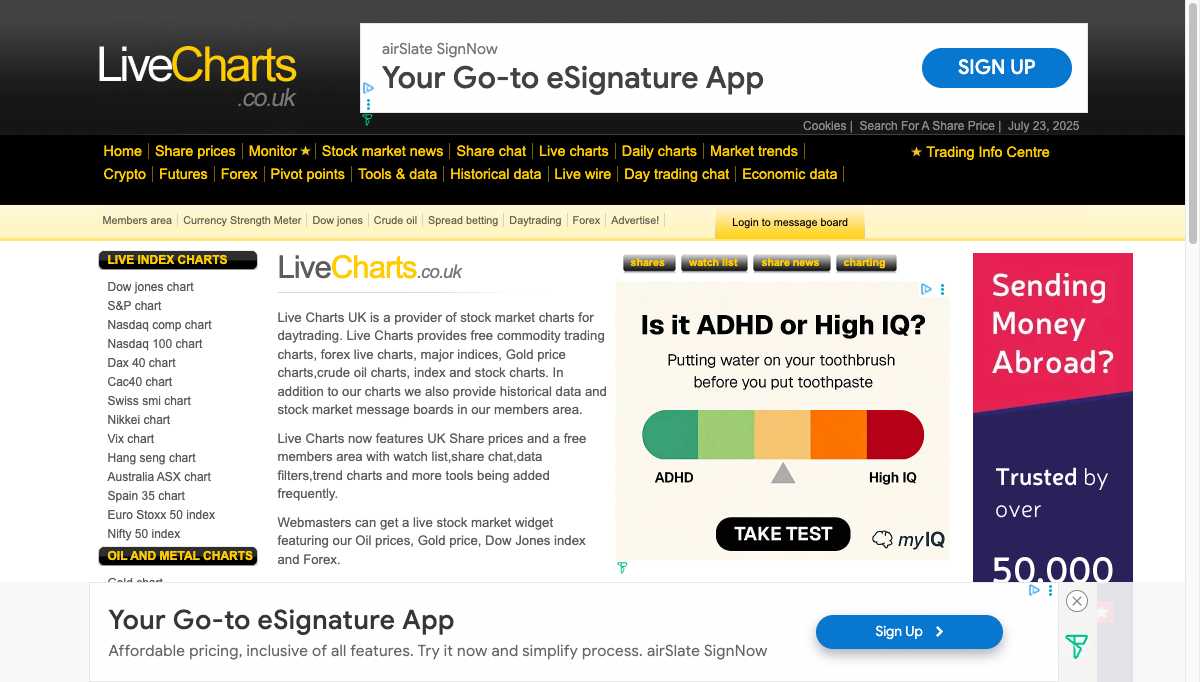 LiveCharts
.co.uk
airSlate SignNow
Your Go-to eSignature App
SIGN UP
Cookies | Search For A Share Price | July 23, 2025
Home Share prices Monitor ★ Stock market news Share chat Live charts Daily charts Market trends
★ Trading Info Centre
Crypto Futures Forex Pivot points Tools & data Historical data Live wire Day trading chat Economic data
Members area Currency Strength Meter Dow jones Crude oil Spread betting Daytrading Forex Advertise!
Login to message board
LIVE INDEX CHARTS
Dow jones chart
S&P chart
Nasdaq comp chart
Nasdaq 100 chart
Dax 40 chart
Cac40 chart
Swiss smi chart
Nikkei chart
Vix chart
Hang seng chart
Australia ASX chart
Spain 35 chart
Euro Stoxx 50 index
Nifty 50 index
OIL AND METAL CHARTS
Gold chart
LiveCharts.co.uk
Live Charts UK is a provider of stock market charts for
daytrading. Live Charts provides free commodity trading
charts, forex live charts, major indices, Gold price
charts,crude oil charts, index and stock charts. In
addition to our charts we also provide historical data and
stock market message boards in our members area.
Live Charts now features UK Share prices and a free
members area with watch list,share chat,data
filters,trend charts and more tools being added
frequently.
Webmasters can get a live stock market widget
featuring our Oil prices, Gold price, Dow Jones index
and Forex.
shares watch list share news charting
Is it ADHD or High IQ?
Putting water on your toothbrush
before you put toothpaste
ADHD High IQ
TAKE TEST
myIQ
Sending
Money
Abroad?
Trusted by
over
50,000
Your Go-to eSignature App
Affordable pricing, inclusive of all features. Try it now and simplify process. airSlate SignNow
Sign Up